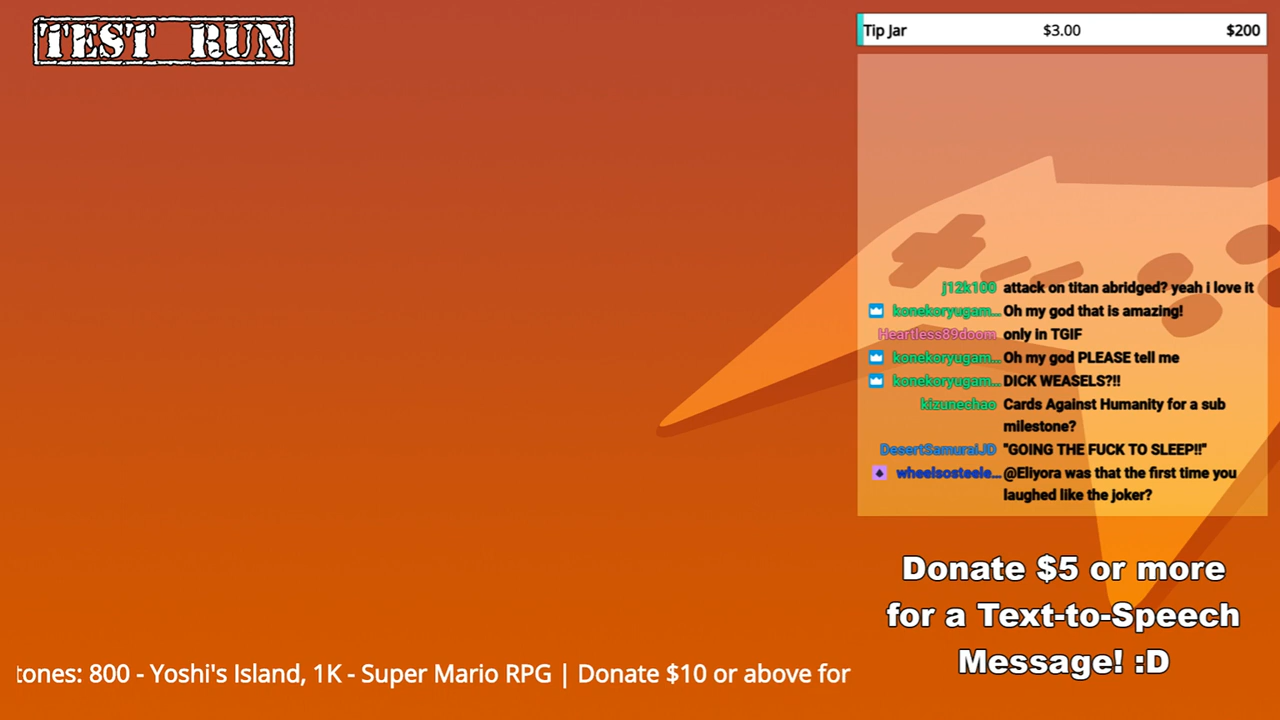 TEST RUN
Tip Jar $3.00 $200
j12k100 attack on titan abridged? yeah i love it
konekoryugam... Oh my god that is amazing!
Heartless89doom only in TGIF
konekoryugam... Oh my god PLEASE tell me
konekoryugam... DICK WEASELS?!!
kizunechao Cards Against Humanity for a sub
milestone?
DesertSamuraiJD "GOING THE FUCK TO SLEEP!!"
wheelsosteele... @Eliyora was that the first time you
laughed like the joker?
Donate $5 or more
for a Text-to-Speech
Message! :D
tones: 800 - Yoshi's Island, 1K - Super Mario RPG | Donate $10 or above for